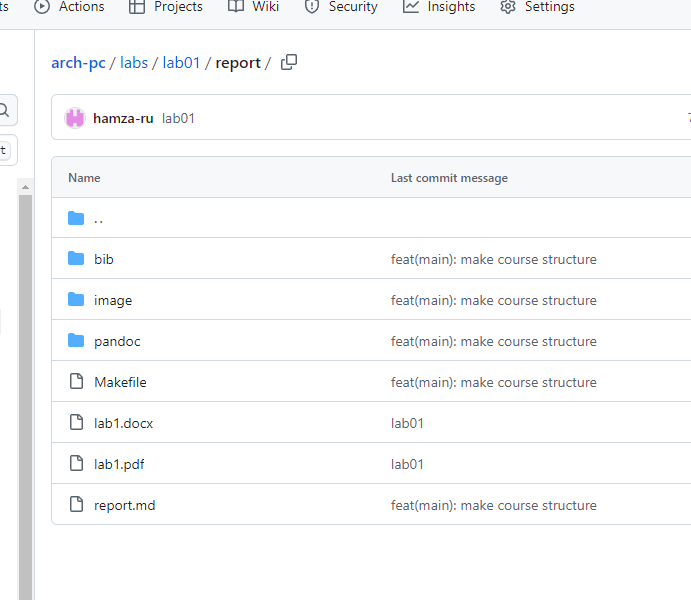 ts Actions Projects Wiki Security Insights Settings
arch-pc / labs / lab01 / report /
hamza-ru lab01
t
Name Last commit message
..
bib feat(main): make course structure
image feat(main): make course structure
pandoc feat(main): make course structure
Makefile feat(main): make course structure
lab1.docx lab01
lab1.pdf lab01
report.md feat(main): make course structure